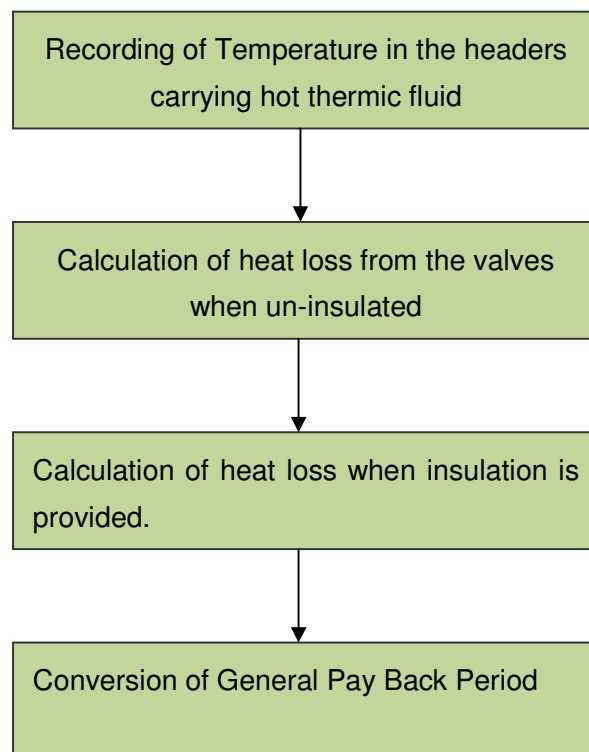 Recording of Temperature in the headers
carrying hot thermic fluid
Calculation of heat loss from the valves
when un-insulated
Calculation of heat loss when insulation is
provided.
Conversion of General Pay Back Period